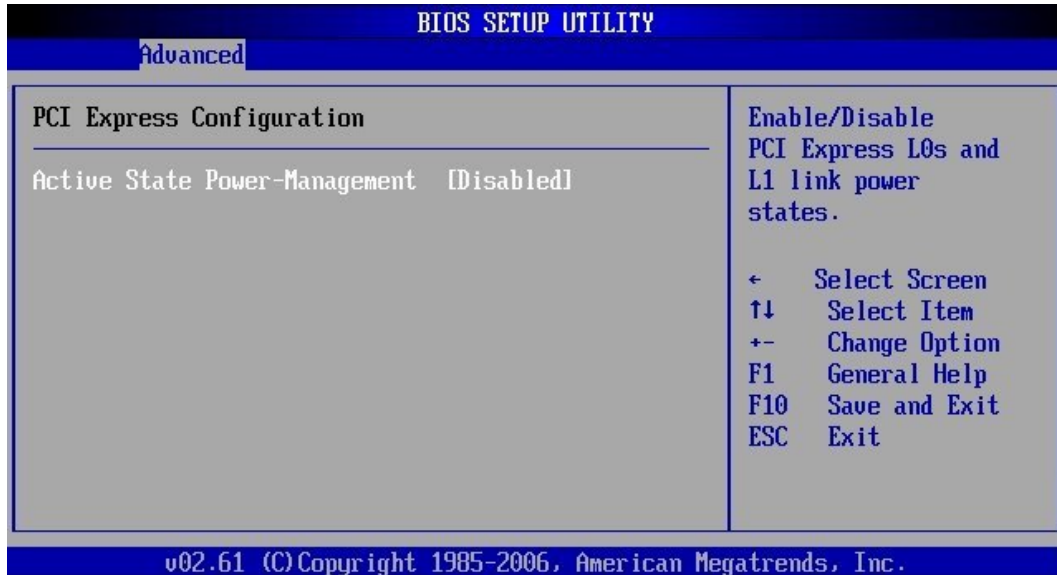 BIOS SETUP UTILITY
Advanced
PCI Express Configuration
Active State Power-Management [Disabled]
Enable/Disable
PCI Express L0s and
L1 link power
states.
← Select Screen
↑↓ Select Item
+- Change Option
F1 General Help
F10 Save and Exit
ESC Exit
v02.61 (C)Copyright 1985-2006, American Megatrends, Inc.